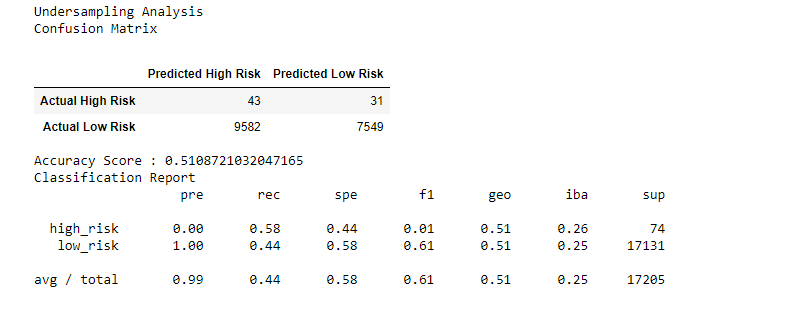 Undersampling Analysis
Confusion Matrix
Predicted High Risk Predicted Low Risk
Actual High Risk 43 31
Actual Low Risk 9582 7549
Accuracy Score : 0.5108721032047165
Classification Report
pre rec spe f1 geo iba sup
high_risk 0.00 0.58 0.44 0.01 0.51 0.26 74
low_risk 1.00 0.44 0.58 0.61 0.51 0.25 17131
avg / total 0.99 0.44 0.58 0.61 0.51 0.25 17205